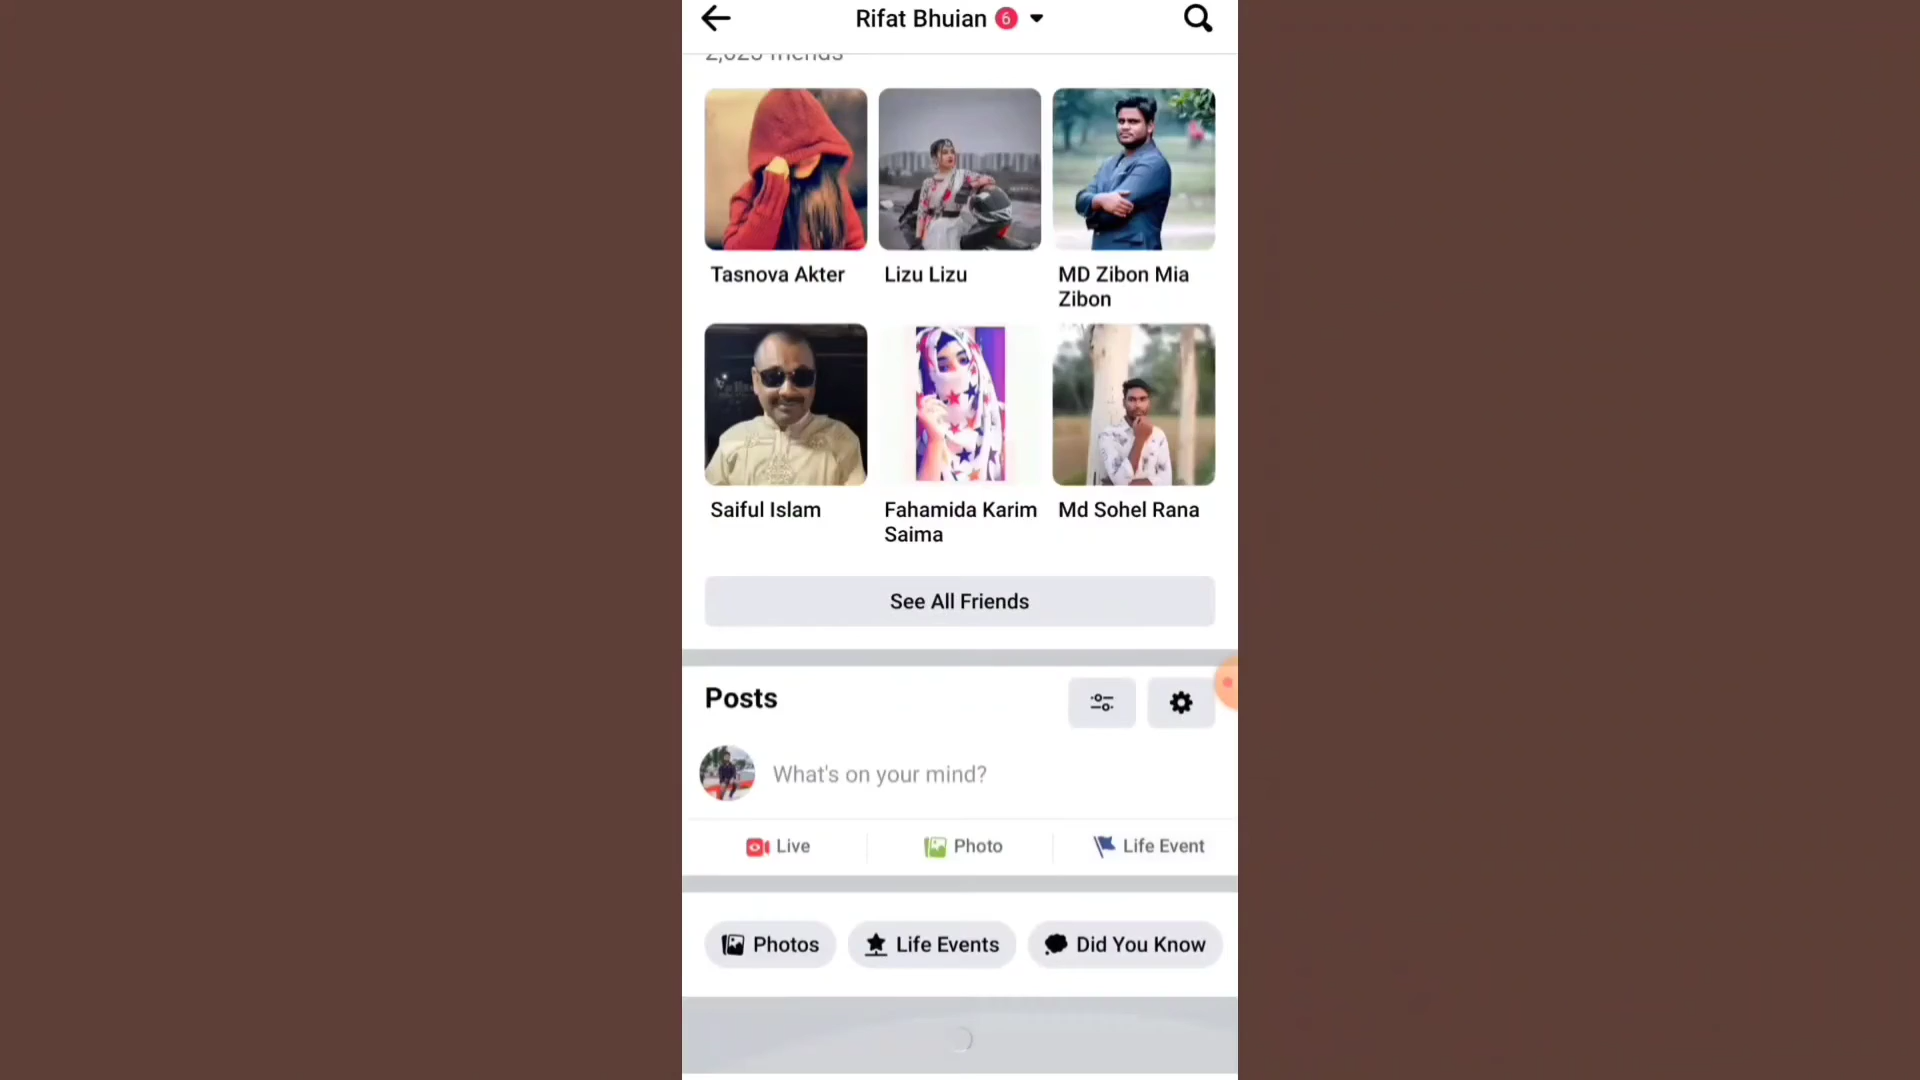 Rifat Bhuian 6
friends
Tasnova Akter
Lizu Lizu
MD Zibon Mia
Zibon
Saiful Islam
Fahamida Karim
Saima
Md Sohel Rana
See All Friends
Posts
What's on your mind?
Live
Photo
Life Event
Photos
Life Events
Did You Know